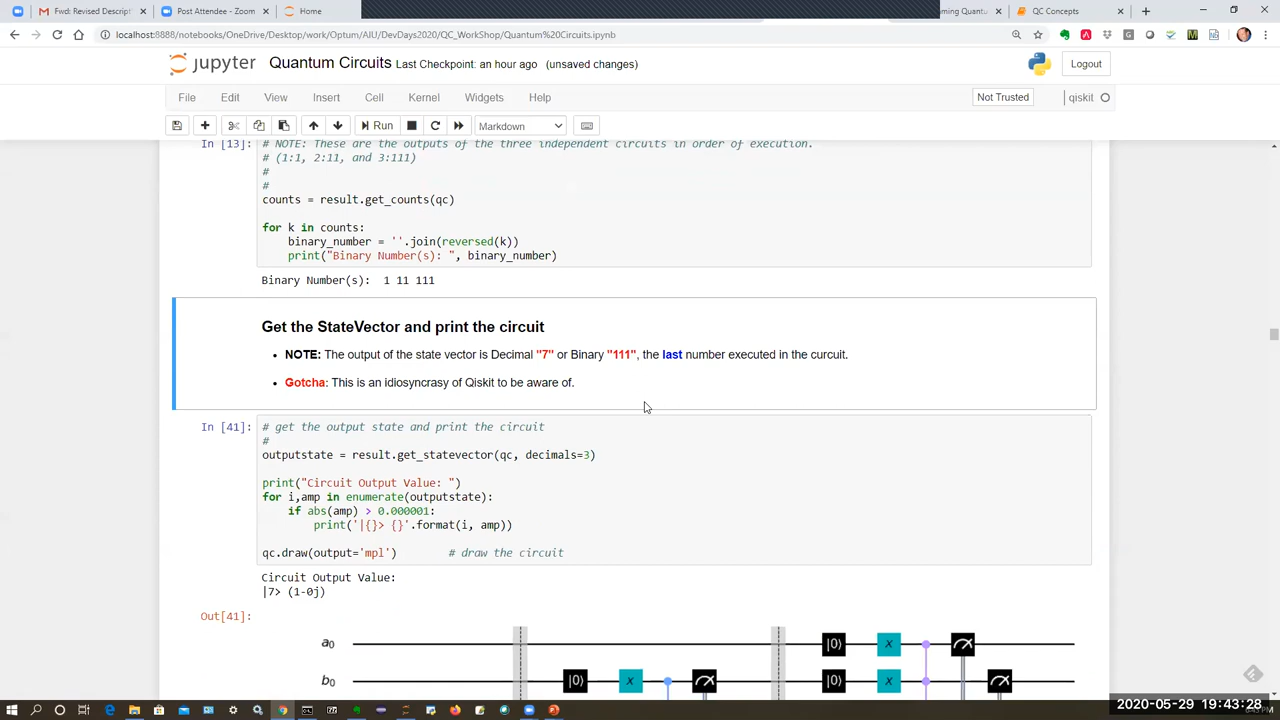 Fwd: Revised Descript
Post Attendee - Zoom
Home
ming Quantum
QC Concepts
localhost:8888/notebooks/OneDrive/Desktop/work/Optum/AIU/DevDays2020/QC_WorkShop/Quantum%20Circuits.ipynb
jupyter Quantum Circuits Last Checkpoint: an hour ago (unsaved changes)
Logout
File Edit View Insert Cell Kernel Widgets Help
Not Trusted
qiskit
Run
Markdown
In [13]:
# NOTE: These are the outputs of the three independent circuits in order of execution.
# (1:1, 2:11, and 3:111)
#
#
counts = result.get_counts(qc)
for k in counts:
binary_number = ''.join(reversed(k))
print("Binary Number(s): ", binary_number)
Binary Number(s): 1 11 111
Get the StateVector and print the circuit
• NOTE: The output of the state vector is Decimal "7" or Binary "111", the last number executed in the curcuit.
• Gotcha: This is an idiosyncrasy of Qiskit to be aware of.
In [41]:
# get the output state and print the circuit
#
outputstate = result.get_statevector(qc, decimals=3)
print("Circuit Output Value: ")
for i,amp in enumerate(outputstate):
if abs(amp) > 0.000001:
print('|{}> {}'.format(i, amp))
qc.draw(output='mpl') # draw the circuit
Circuit Output Value:
|7> (1-0j)
Out[41]:
a0
|0⟩ X
b0
|0⟩ X
|0⟩ X
2020-05-29 19:43:28